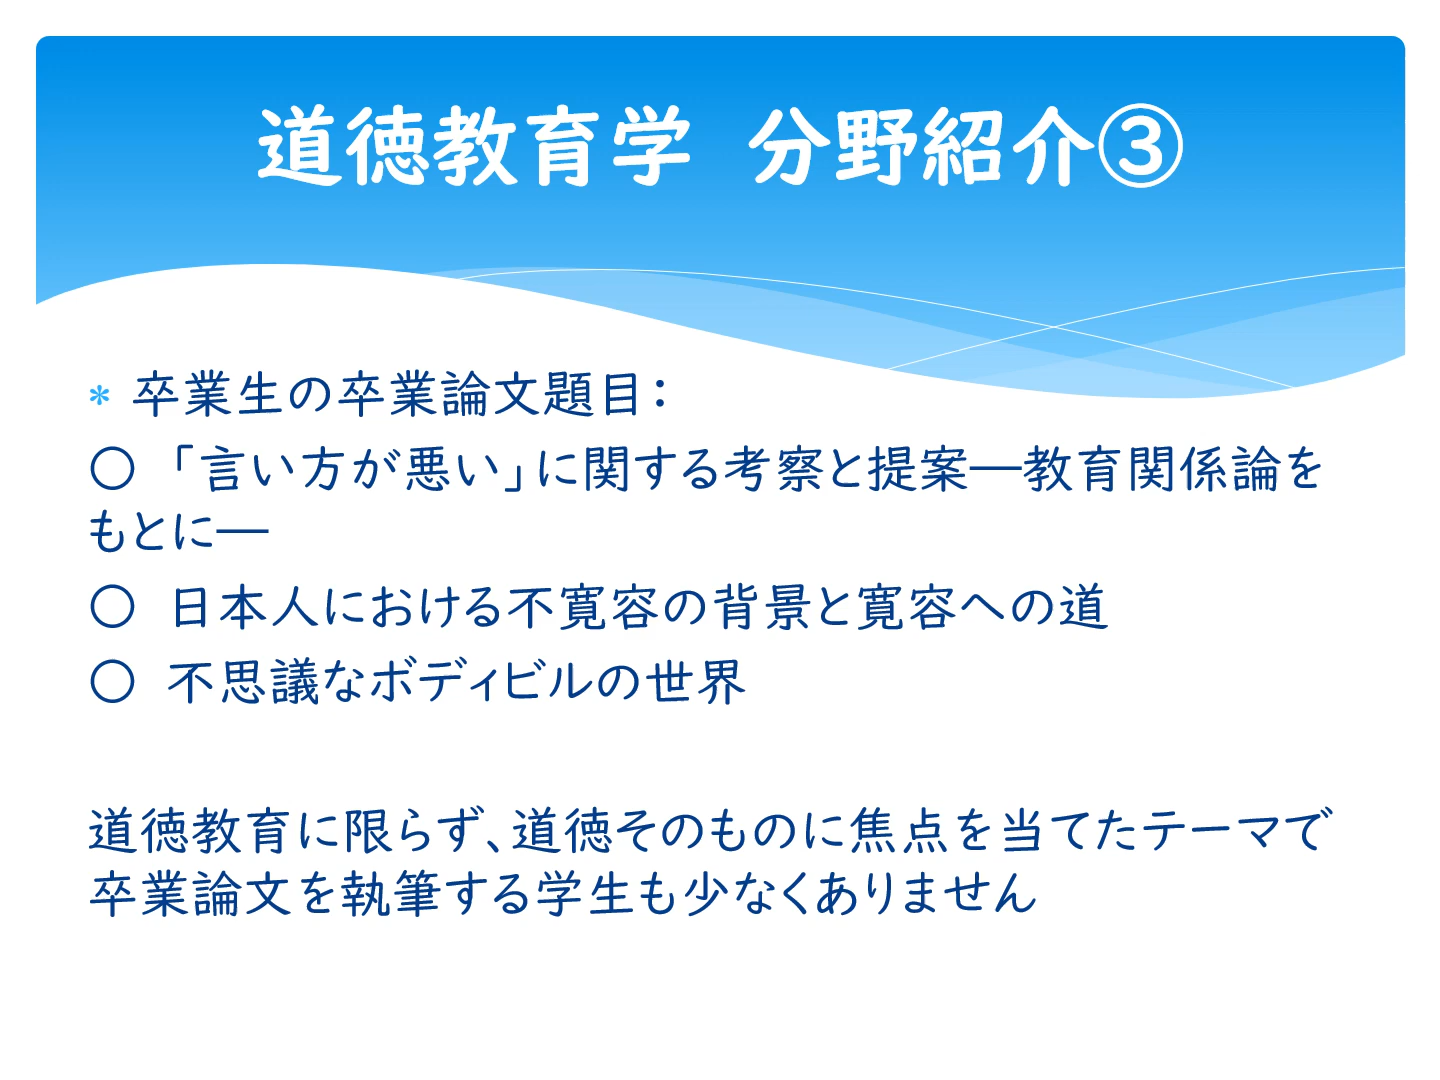 道徳教育学　分野紹介③
* 卒業生の卒業論文題目：
○　「言い方が悪い」に関する考察と提案―教育関係論を
もとに―
○　日本人における不寛容の背景と寛容への道
○　不思議なボディビルの世界
道徳教育に限らず、道徳そのものに焦点を当てたテーマで
卒業論文を執筆する学生も少なくありません